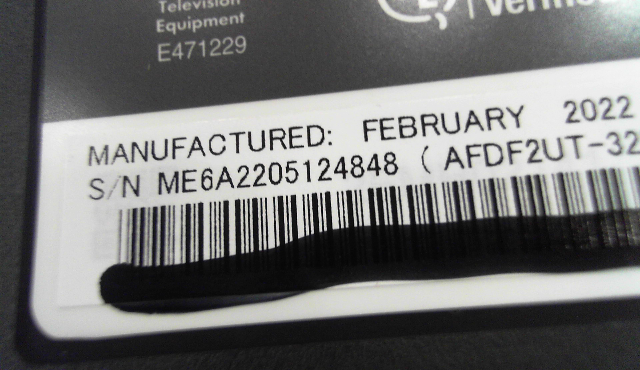 Television
Equipment
E471229
MANUFACTURED: FEBRUARY 2022
S/N ME6A2205124848 ( AFDF2UT-32